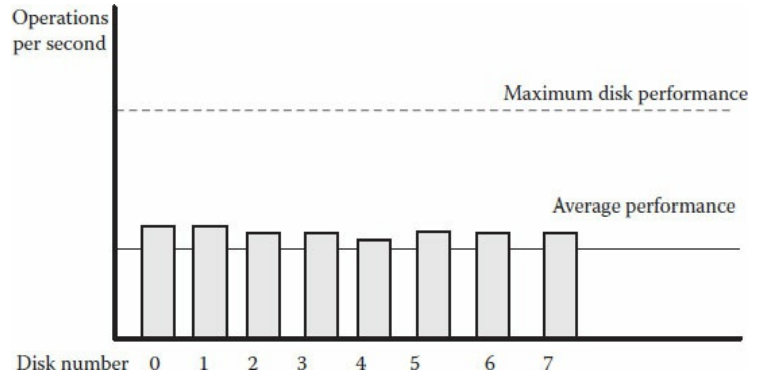 Operations
per second
Maximum disk performance
Average performance
Disk number 0 1 2 3 4 5 6 7